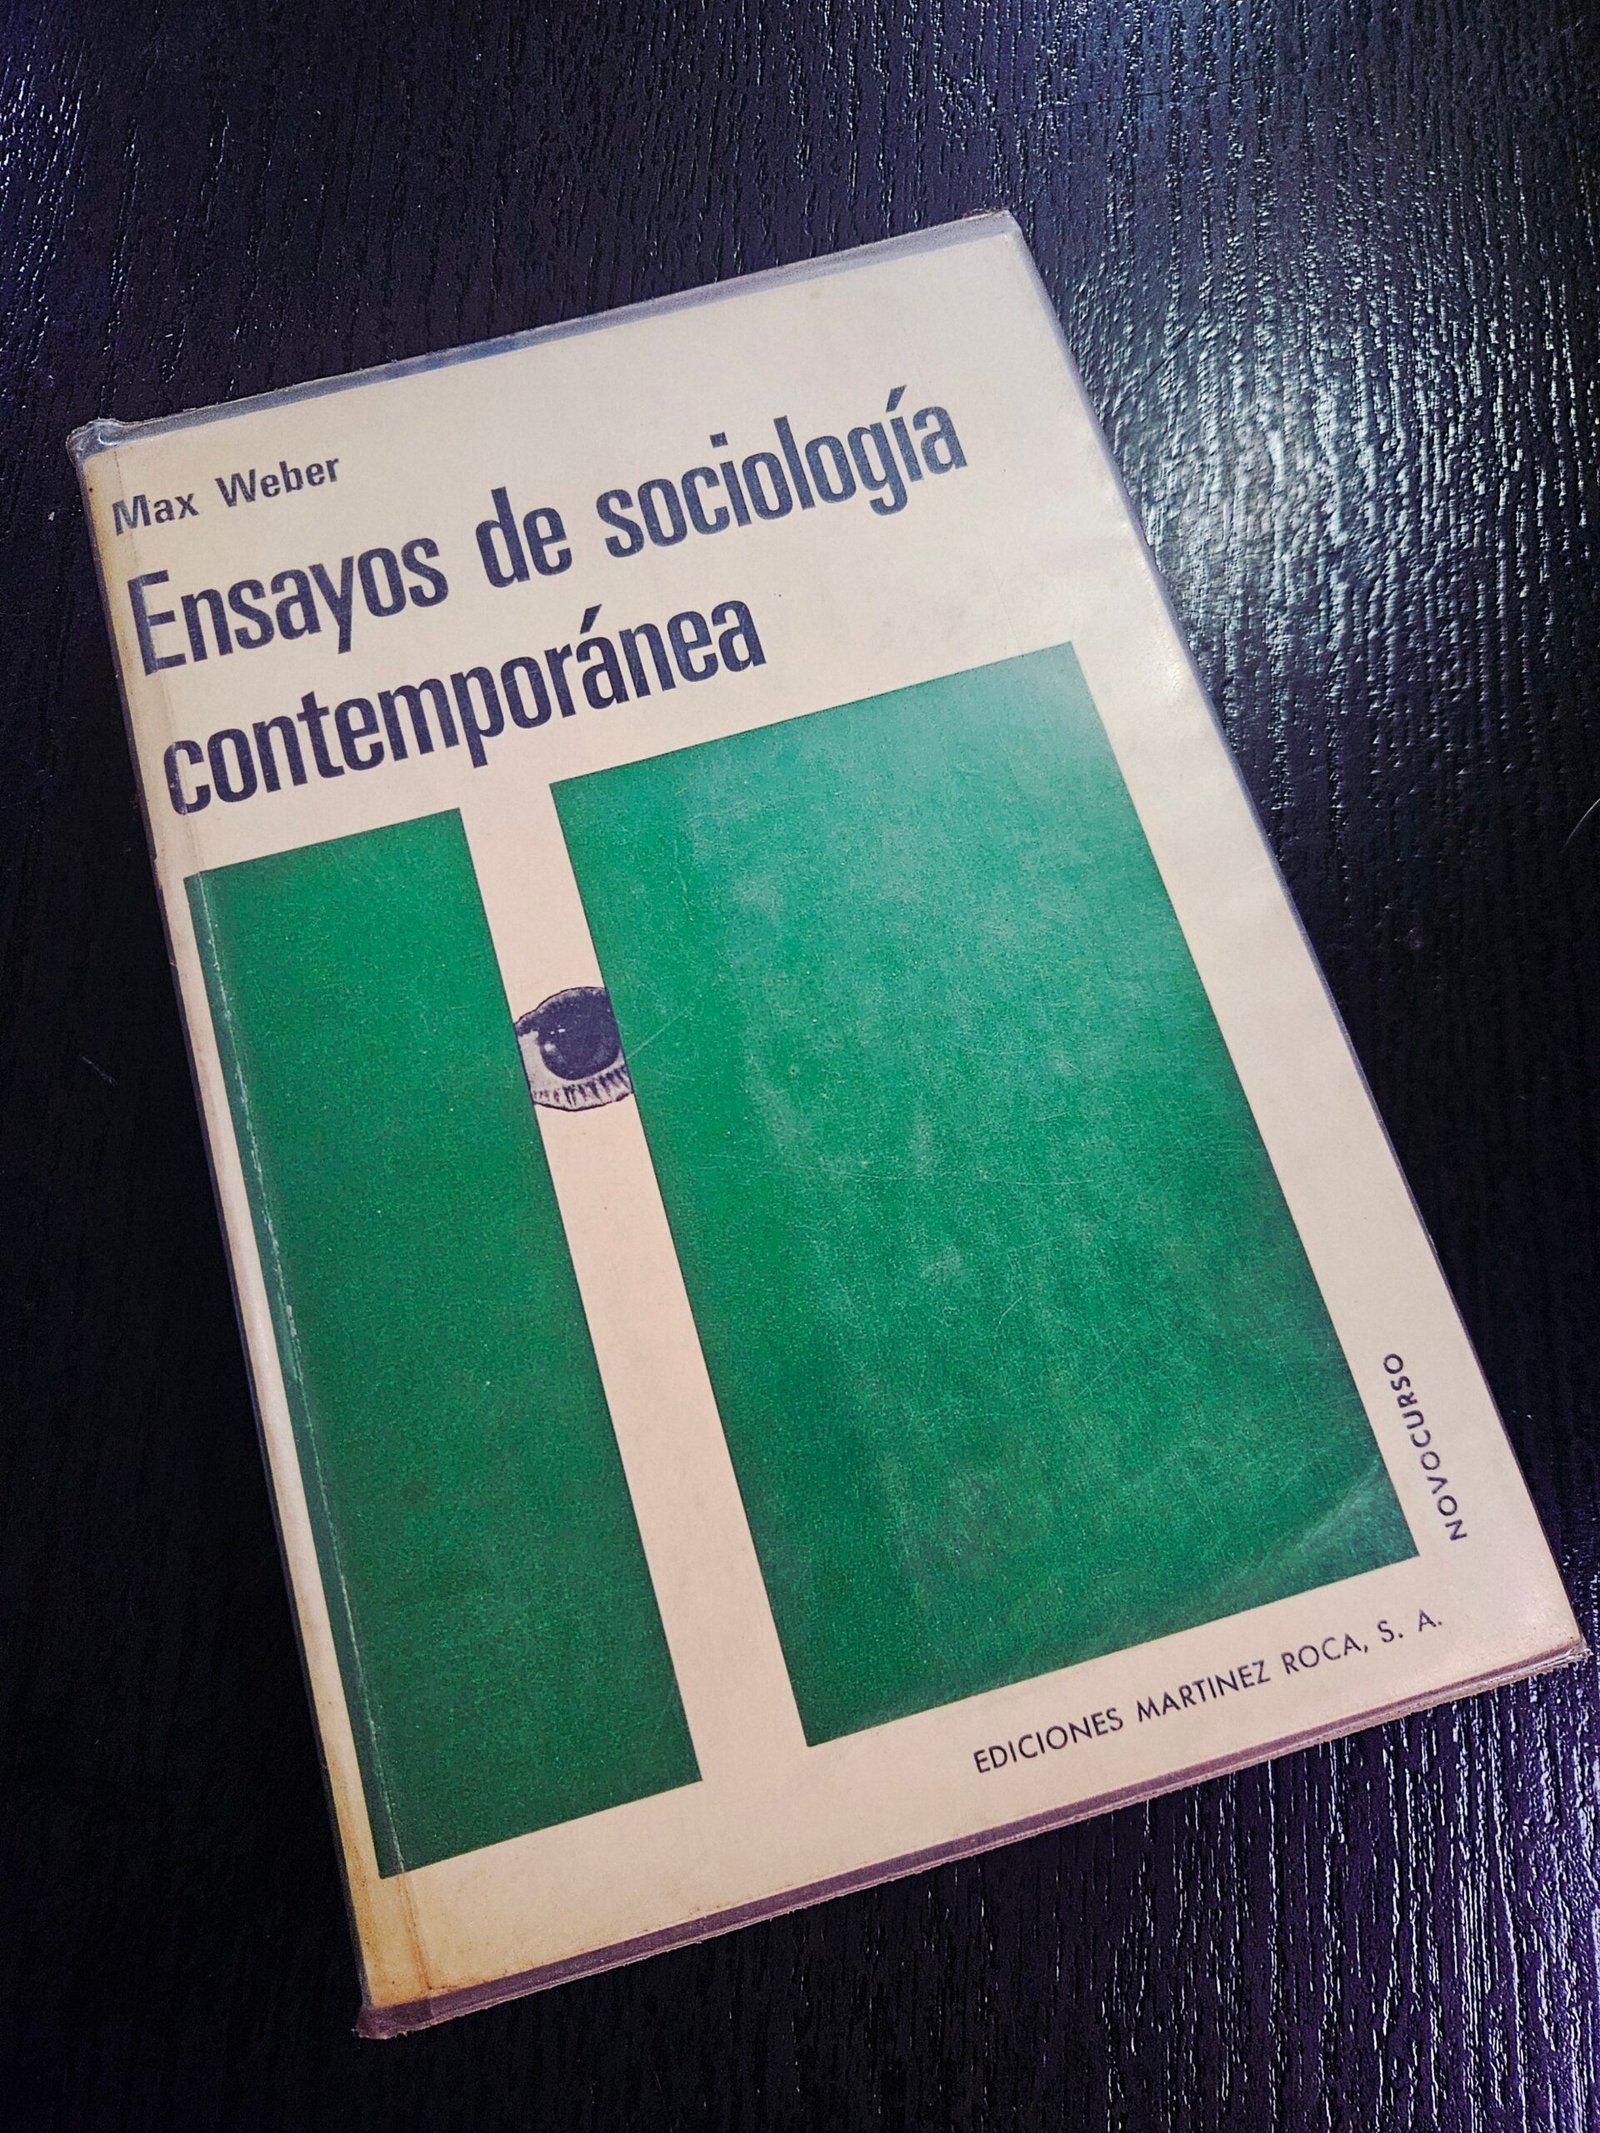 Max Weber
Ensayos de sociología
contemporánea
NOVOCURSO
EDICIONES MARTINEZ ROCA, S. A.